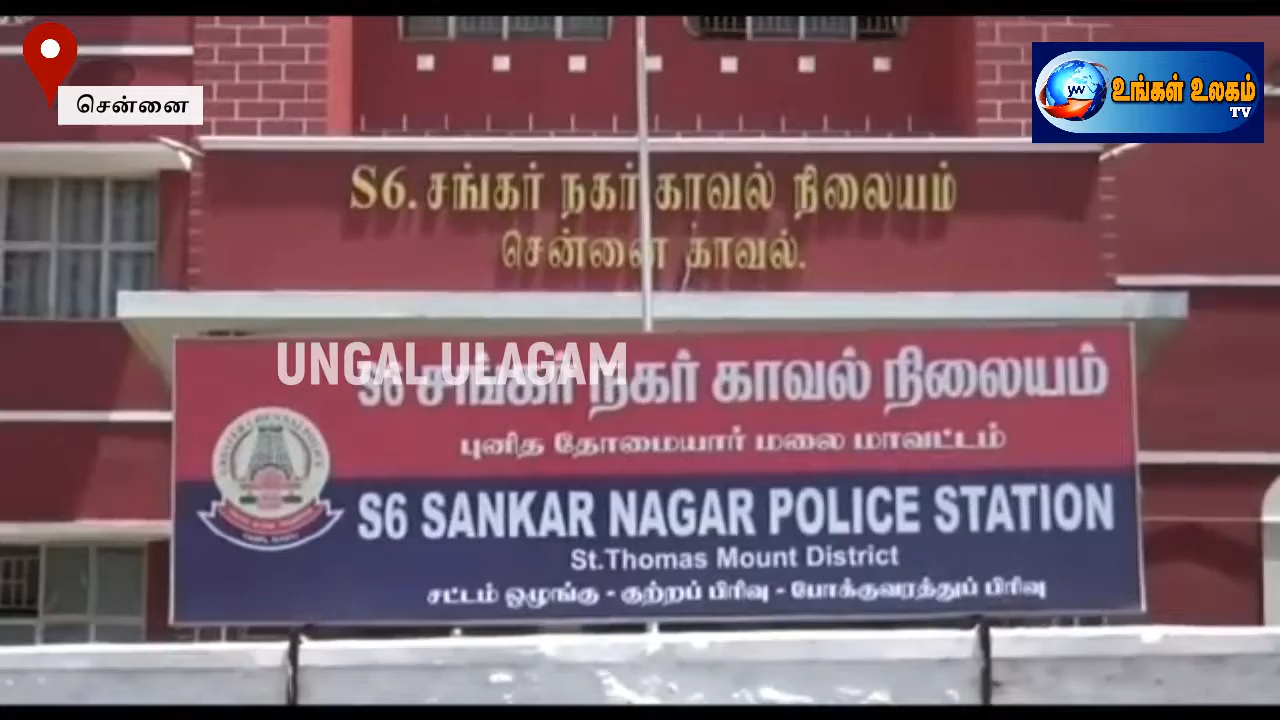 சென்னை
உங்கள் உலகம்
TV
S6. சங்கர் நகர் காவல் நிலையம்
சென்னை காவல்.
UNGAL ULAGAM
S6 சங்கர் நகர் காவல் நிலையம்
புனித தோமையார் மலை மாவட்டம்
S6 SANKAR NAGAR POLICE STATION
St.Thomas Mount District
சட்டம் ஒழுங்கு - குற்றப் பிரிவு - போக்குவரத்துப் பிரிவு